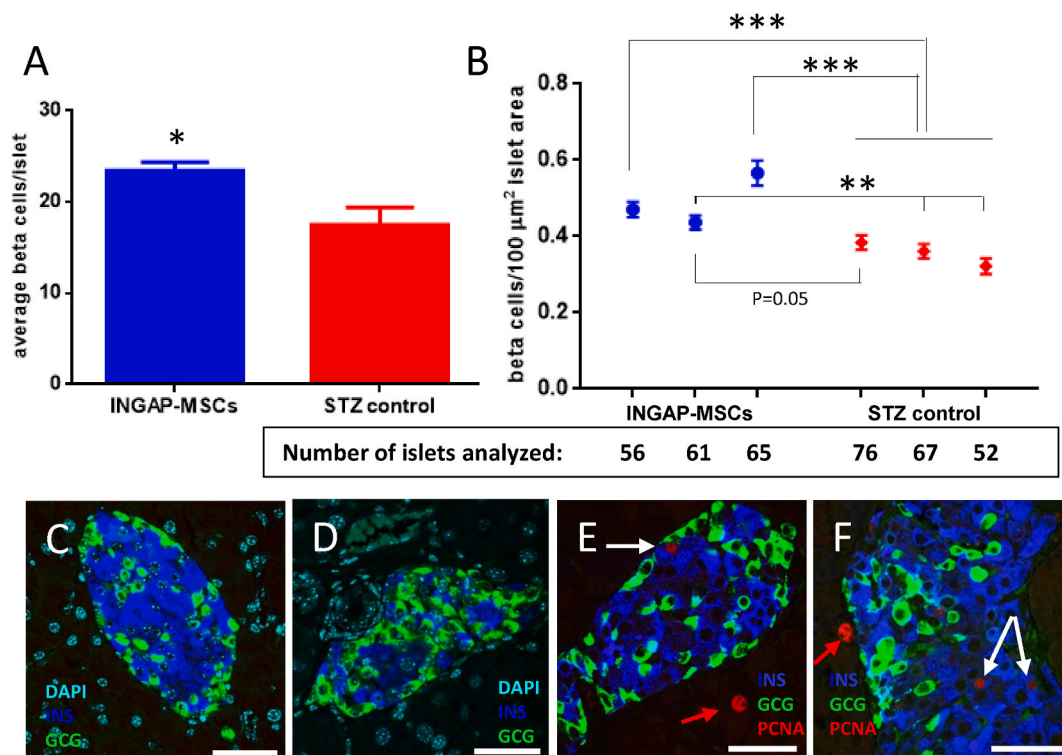 A
average beta cells/islet
30
20
10
0
*
INGAP-MSCs STZ control
B
beta cells/100 μm² islet area
0.8
0.6
0.4
0.2
0.0
***
***
**
P=0.05
INGAP-MSCs STZ control
Number of islets analyzed: 56 61 65 76 67 52
C
DAPI
INS
GCG
D
DAPI
INS
GCG
E
INS
GCG
PCNA
F
INS
GCG
PCNA